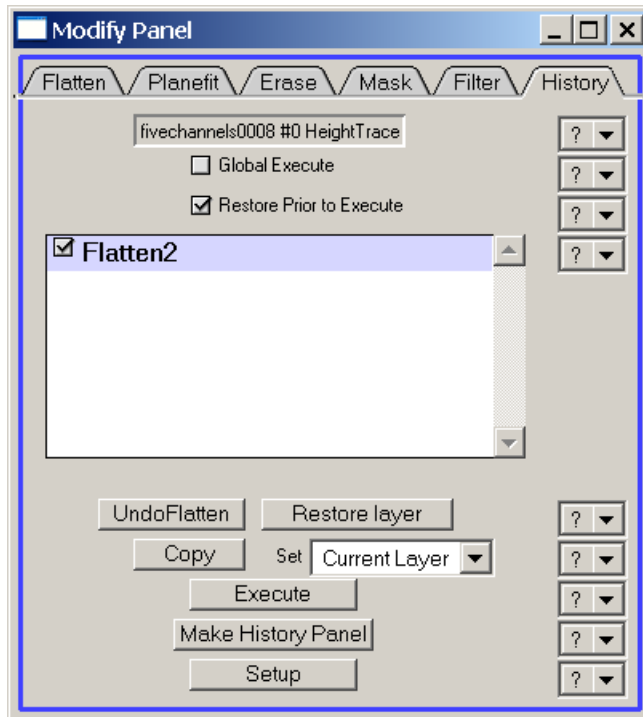 Modify Panel
Flatten Planefit Erase Mask Filter History
fivechannels0008 #0 HeightTrace ?
Global Execute ?
Restore Prior to Execute ?
Flatten2 ?
UndoFlatten Restore layer ?
Copy Set Current Layer ?
Execute ?
Make History Panel ?
Setup ?